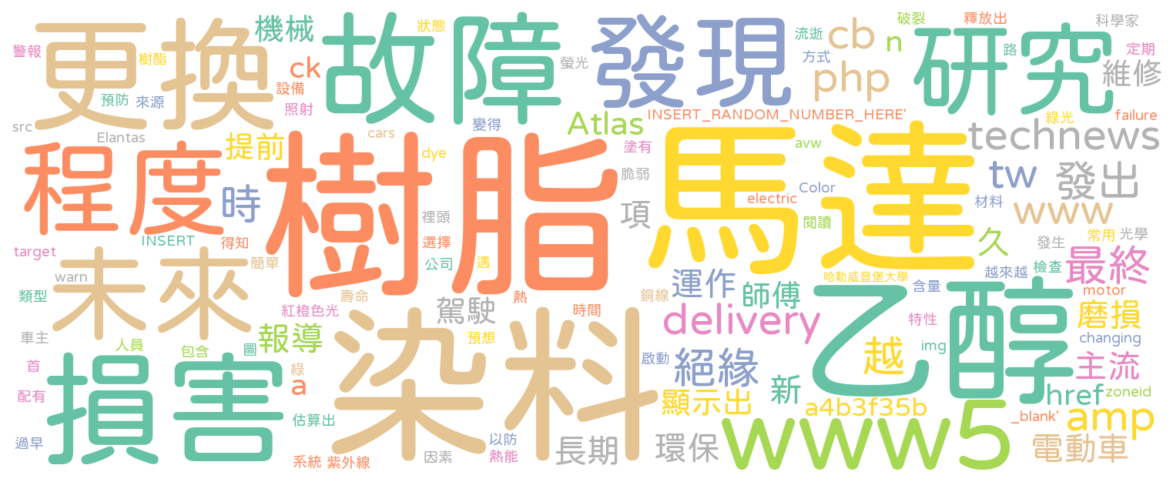 更換
故障
發現
研究
機械
狀態
警報
樹酯
ck
設備
預防
來源
照射
螢光
流逝
破裂
釋放出
科學家
方式
cb
n
php
路
定期
維修
src
Elantas
提前
cars
變得
Atlas
INSERT_RANDOM_NUMBER_HERE'
綠光
failure
technews
程度
樹脂
馬達
dye
塗有
avw
脆弱
electric
Color
閱讀
材料
tw
發出
www
時
INSERT
得知
裡頭
選擇
項
久
發生
常用
光學
target
warn
未來
簡單
公司
遇
熱
哈勒威登堡大學
越來越
檢查
最終
類型
紅橙色光
壽命
駕駛
時間
銅線
運作
師傅
含量
motor
乙醇
磨損
changing
車主
人員
報導
染料
預想
delivery
特性
img
主流
首
包含
圖
綠
a
啟動
絕緣
越
新
href
zoneid
配有
損害
估算出
顯示出
a4b3f35b
_blank'
amp
過早
系統
紫外線
因素
以防
熱能
長期
環保
www5
電動車